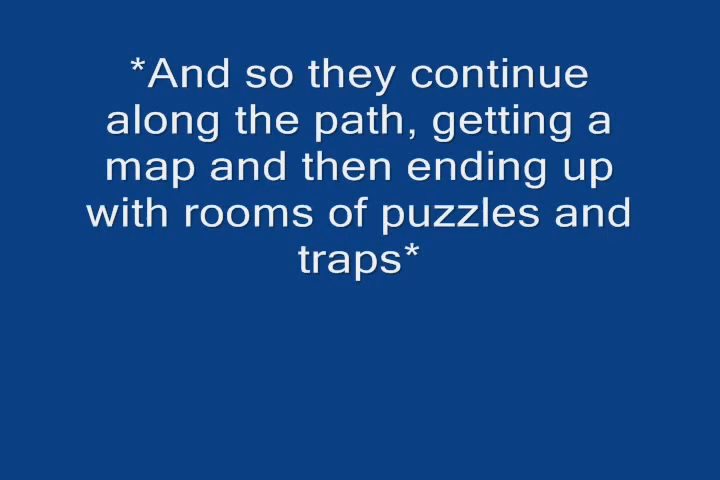 *And so they continue
along the path, getting a
map and then ending up
with rooms of puzzles and
traps*